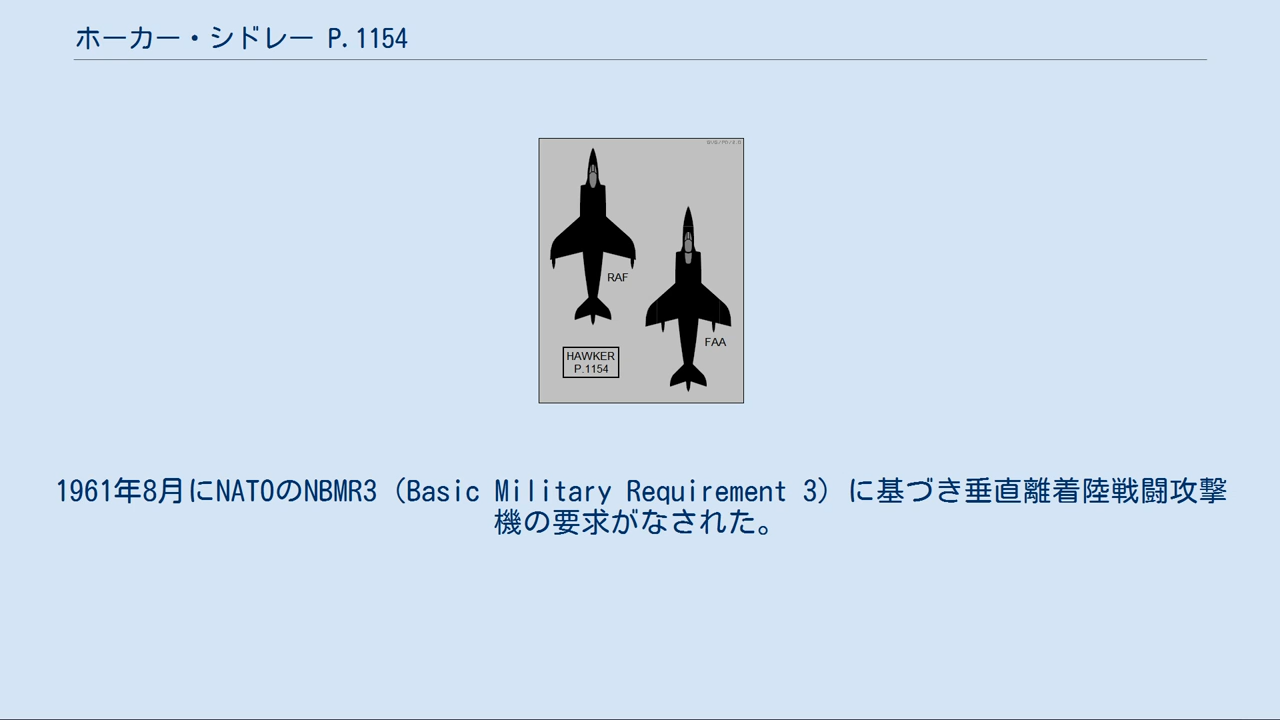 ホーカー・シドレー P.1154
RAF
FAA
HAWKER
P.1154
1961年8月にNATOのNBMR3（Basic Military Requirement 3）に基づき垂直離着陸戦闘攻撃
機の要求がなされた。